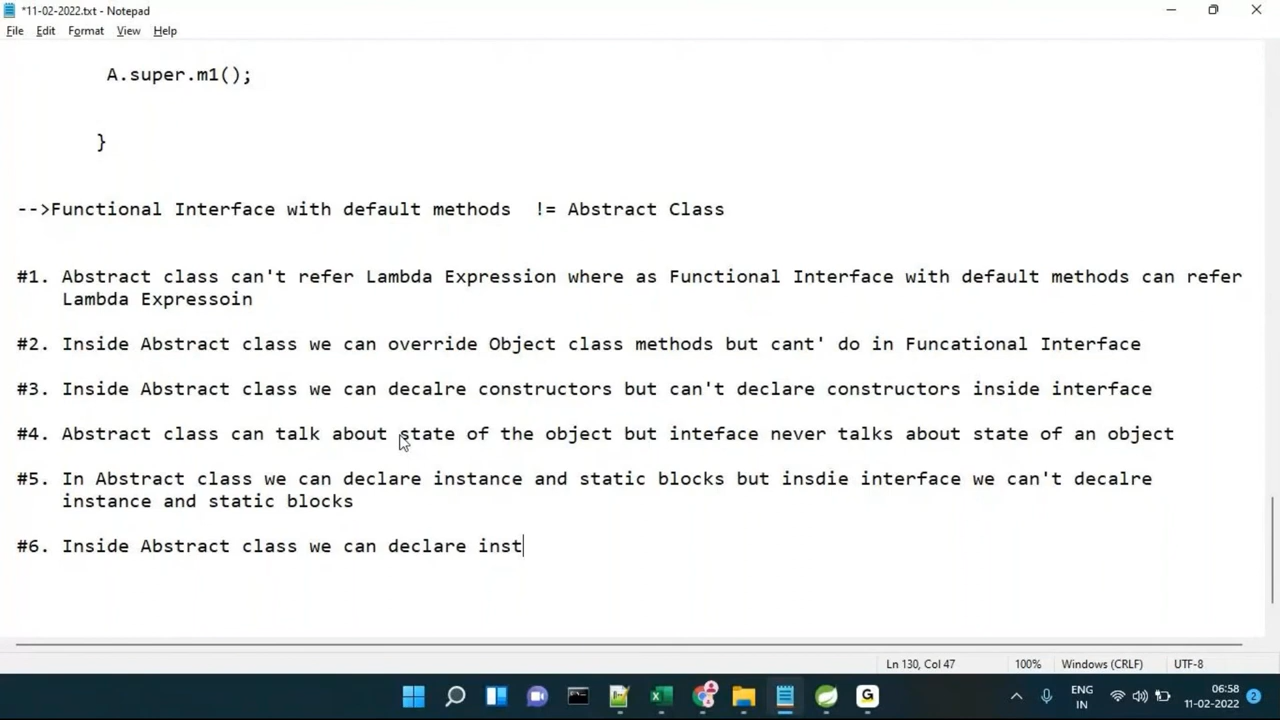 *11-02-2022.txt - Notepad
File Edit Format View Help
A.super.m1();
}
-->Functional Interface with default methods  != Abstract Class
#1. Abstract class can't refer Lambda Expression where as Functional Interface with default methods can refer
Lambda Expressoin
#2. Inside Abstract class we can override Object class methods but cant' do in Funcational Interface
#3. Inside Abstract class we can decalre constructors but can't declare constructors inside interface
#4. Abstract class can talk about state of the object but inteface never talks about state of an object
#5. In Abstract class we can declare instance and static blocks but insdie interface we can't decalre
instance and static blocks
#6. Inside Abstract class we can declare inst
Ln 130, Col 47 100% Windows (CRLF) UTF-8
ENG
IN
06:58
11-02-2022
2
G